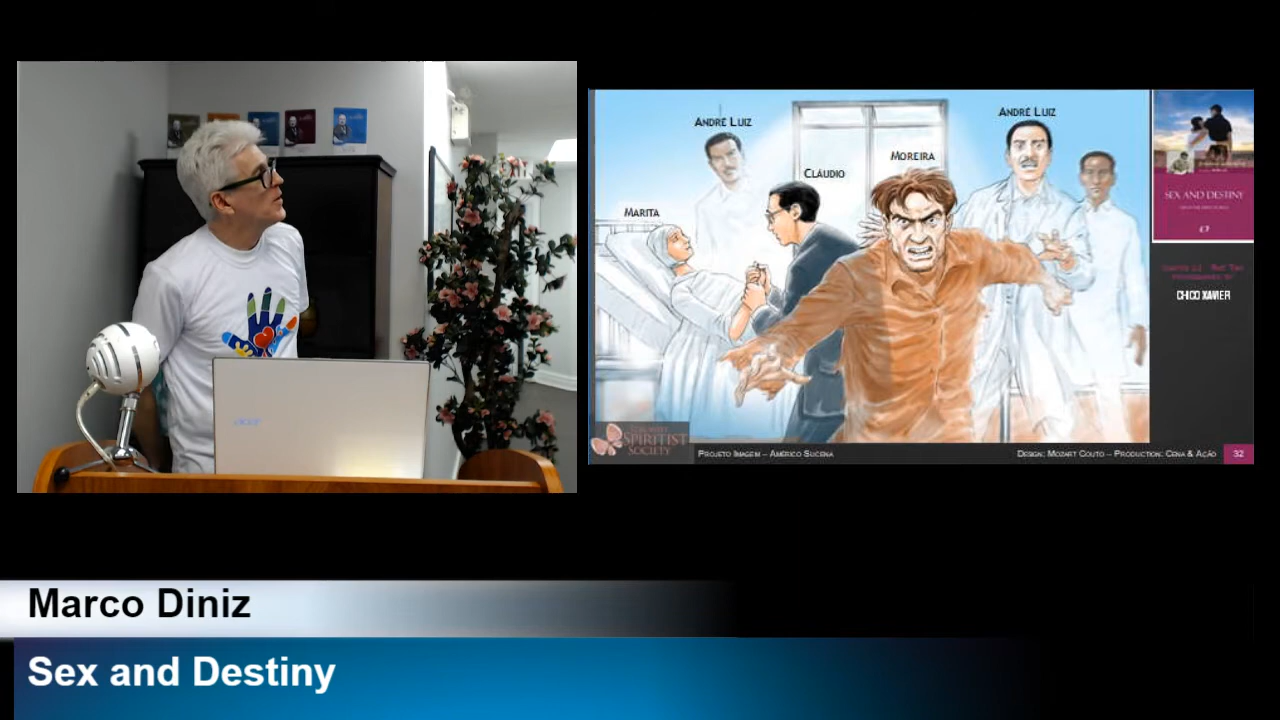 acer
ANDRÉ LUIZ
ANDRÉ LUIZ
MOREIRA
CLÁUDIO
MARITA
SEX AND DESTINY
CHICO XAVIER
SPIRITIST
SOCIETY
PROJETO IMAGEM – AMÉRICO SUCENA
DESIGN: MOZART COUTO – PRODUCTION: CENA & AÇÃO
32
Marco Diniz
Sex and Destiny